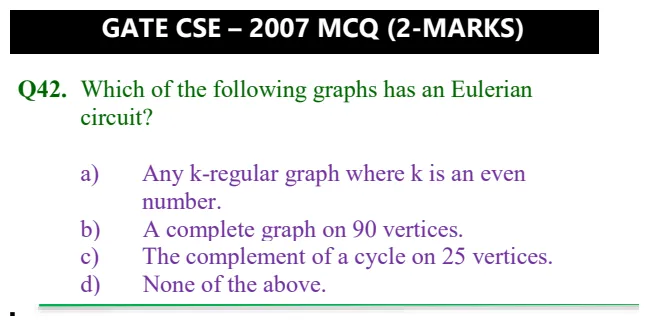 GATE CSE – 2007 MCQ (2-MARKS)
Q42. Which of the following graphs has an Eulerian
circuit?
a) Any k-regular graph where k is an even
number.
b) A complete graph on 90 vertices.
c) The complement of a cycle on 25 vertices.
d) None of the above.